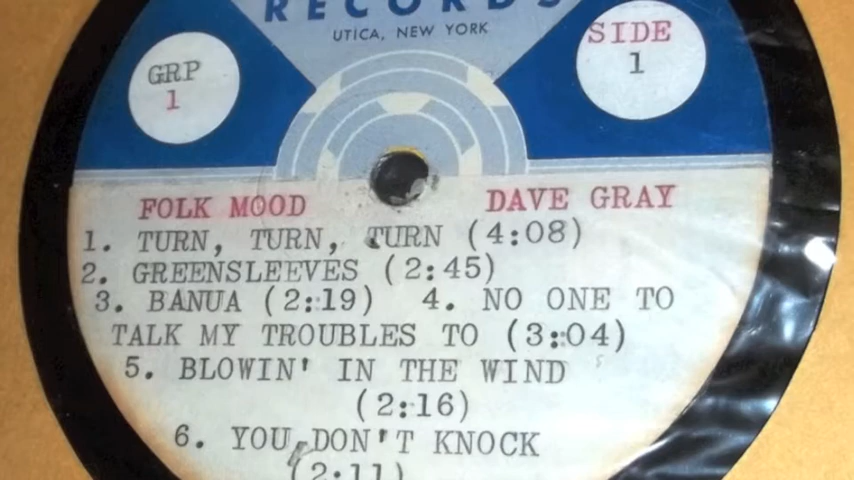 RECORDS
UTICA, NEW YORK
GRP
1
SIDE
1
FOLK MOOD DAVE GRAY
1. TURN, TURN, TURN (4:08)
2. GREENSLEEVES (2:45)
3. BANUA (2:19) 4. NO ONE TO
TALK MY TROUBLES TO (3:04)
5. BLOWIN' IN THE WIND
(2:16)
6. YOU DON'T KNOCK
(2:11)